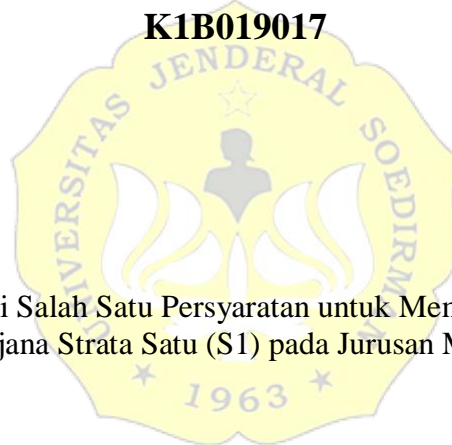 K1B019017
UNIVERSITAS JENDERAL SOEDIRMAN
i Salah Satu Persyaratan untuk Men
jana Strata Satu (S1) pada Jurusan M
1963